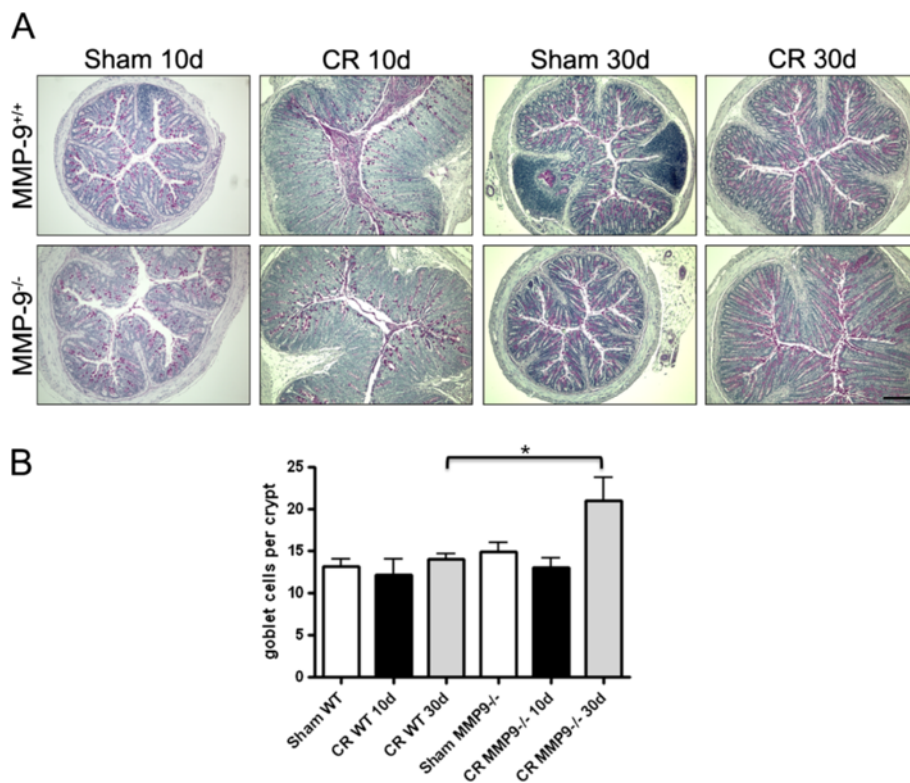 A
Sham 10d
CR 10d
Sham 30d
CR 30d
MMP-9+/+
MMP-9-/-
B
*
goblet cells per crypt
25
20
15
10
5
0
Sham WT
CR WT 10d
CR WT 30d
Sham MMP9-/-
CR MMP9-/- 10d
CR MMP9-/- 30d